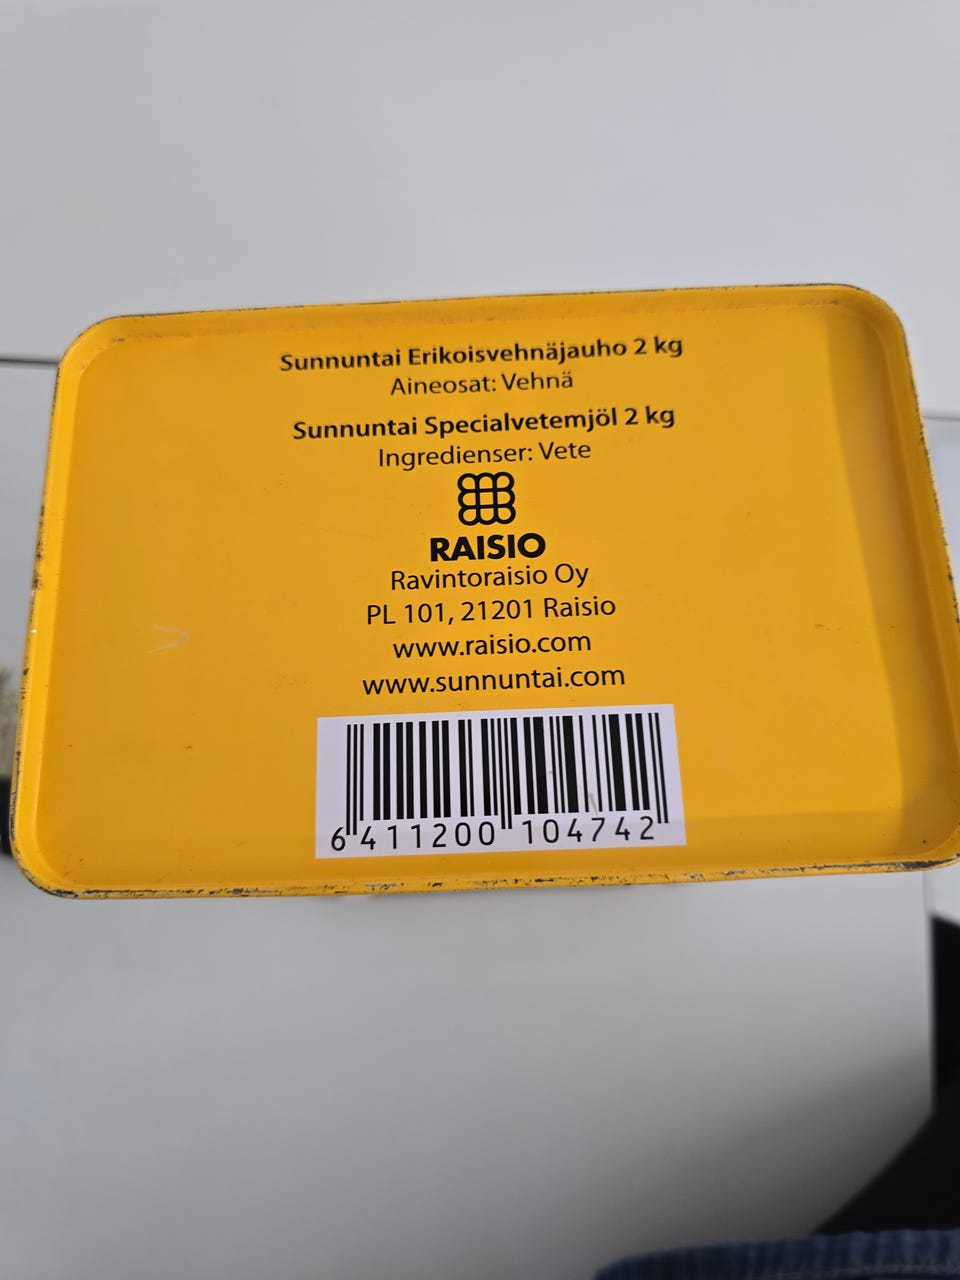 Sunnuntai Erikoisvehnäjauho 2 kg
Aineosat: Vehnä
Sunnuntai Specialvetemjöl 2 kg
Ingredienser: Vete
RAISIO
Ravintoraisio Oy
PL 101, 21201 Raisio
www.raisio.com
www.sunnuntai.com
6 411200 104742